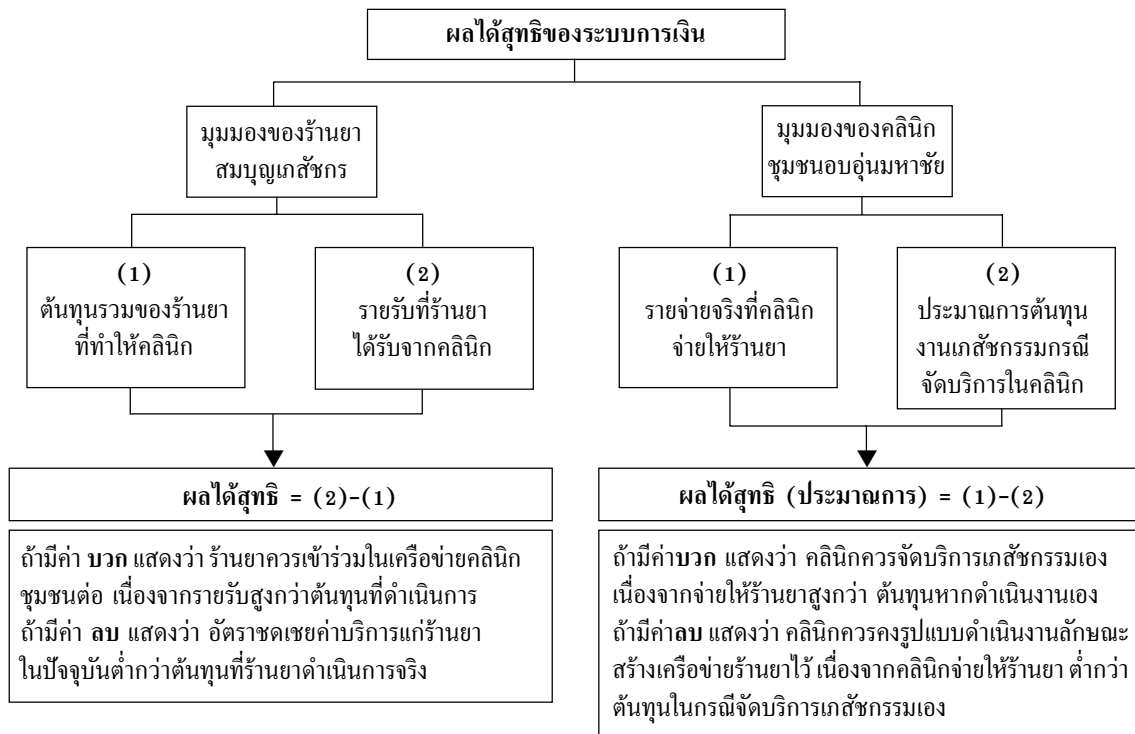 ผลได้สุทธิของระบบการเงิน
มุมมองของร้านยา
สมบุญเภสัชกร
มุมมองของคลินิก
ชุมชนอบอุ่นมหาชัย
(1)
ต้นทุนรวมของร้านยา
ที่ทำให้คลินิก
(2)
รายรับที่ร้านยา
ได้รับจากคลินิก
(1)
รายจ่ายจริงที่คลินิก
จ่ายให้ร้านยา
(2)
ประมาณการต้นทุน
งานเภสัชกรรมกรณี
จัดบริการในคลินิก
ผลได้สุทธิ = (2)-(1)
ถ้ามีค่า บวก แสดงว่า ร้านยาควรเข้าร่วมในเครือข่ายคลินิก
ชุมชนต่อ เนื่องจากรายรับสูงกว่าต้นทุนที่ดำเนินการ
ถ้ามีค่า ลบ แสดงว่า อัตราชดเชยค่าบริการแก่ร้านยา
ในปัจจุบันต่ำกว่าต้นทุนที่ร้านยาดำเนินการจริง
ผลได้สุทธิ (ประมาณการ) = (1)-(2)
ถ้ามีค่าบวก แสดงว่า คลินิกควรจัดบริการเภสัชกรรมเอง
เนื่องจากจ่ายให้ร้านยาสูงกว่า ต้นทุนหากดำเนินงานเอง
ถ้ามีค่าลบ แสดงว่า คลินิกควรคงรูปแบบดำเนินงานลักษณะ
สร้างเครือข่ายร้านยาไว้ เนื่องจากคลินิกจ่ายให้ร้านยา ต่ำกว่า
ต้นทุนในกรณีจัดบริการเภสัชกรรมเอง